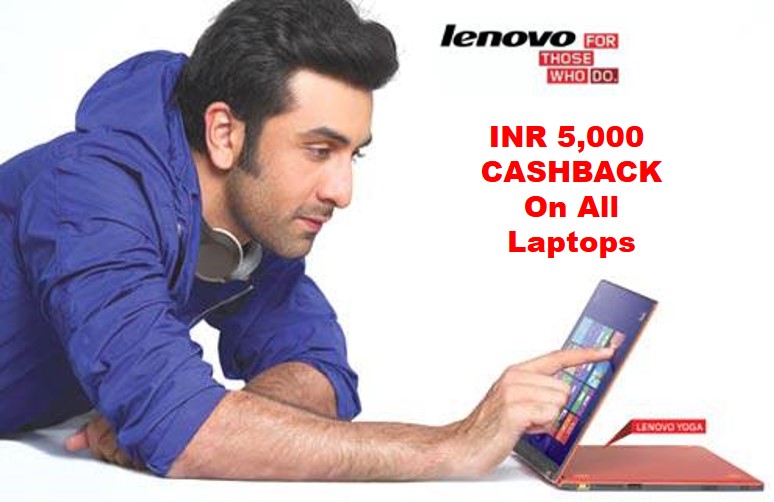 lenovo FOR
THOSE
WHO DO.
INR 5,000
CASHBACK
On All
Laptops
LENOVO YOGA